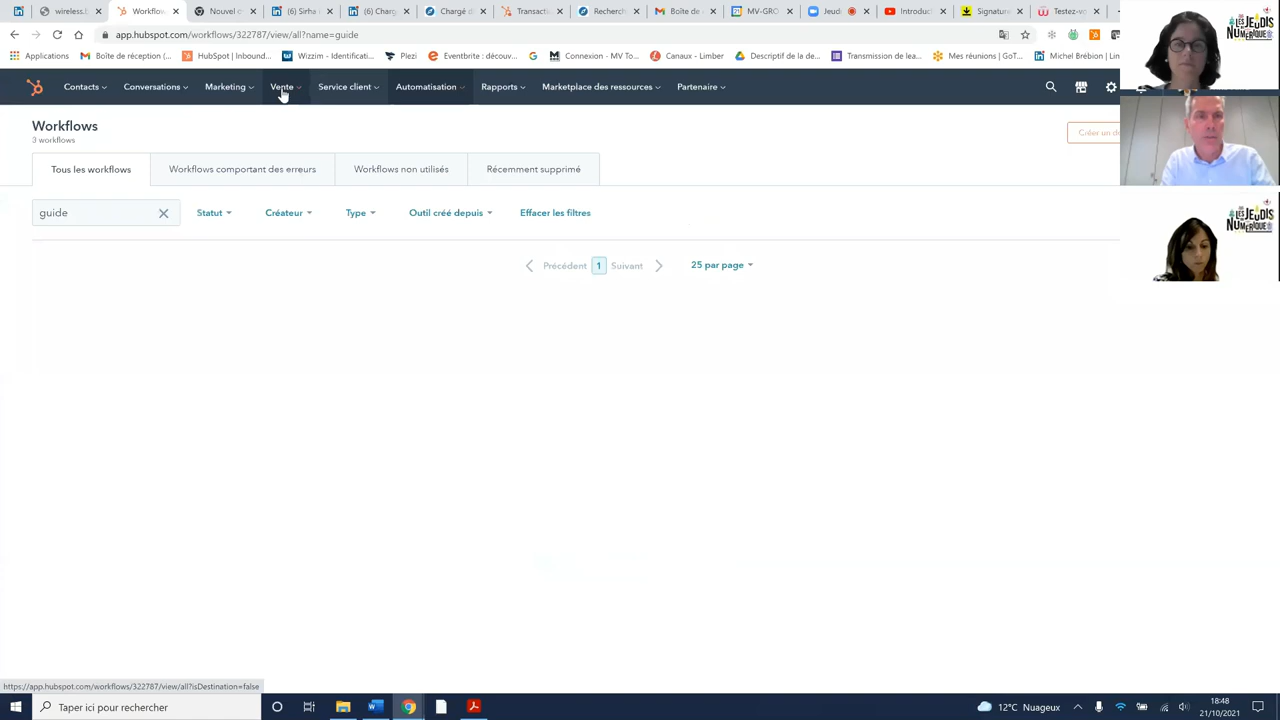 wireless.l
Workflow
Nouvel o
(6) Sirha
(6) Charg
Chargé d
Transacti
Recherch
Boîte de
MV-GRO
Jeud
Introduc
Signature
Testez-vo
app.hubspot.com/workflows/322787/view/all?name=guide
Applications
Boîte de réception (...
HubSpot | Inbound...
Wizzim - Identificati...
Plezi
Eventbrite : découv...
Connexion - MV To...
Canaux - Limber
Descriptif de la de...
Transmission de lea...
Mes réunions | GoT...
Michel Brébion | Lin
Contacts
Conversations
Marketing
Vente
Service client
Automatisation
Rapports
Marketplace des ressources
Partenaire
Workflows
3 workflows
Créer un do
Tous les workflows
Workflows comportant des erreurs
Workflows non utilisés
Récemment supprimé
guide
Statut
Créateur
Type
Outil créé depuis
Effacer les filtres
Précédent
1
Suivant
25 par page
LES JEUDIS
NUMÉRIQUE
LES JEUDIS
NUMÉRIQUE
https://app.hubspot.com/workflows/322787/view/all?isDestination=false
Taper ici pour rechercher
12°C Nuageux
18:48
21/10/2021